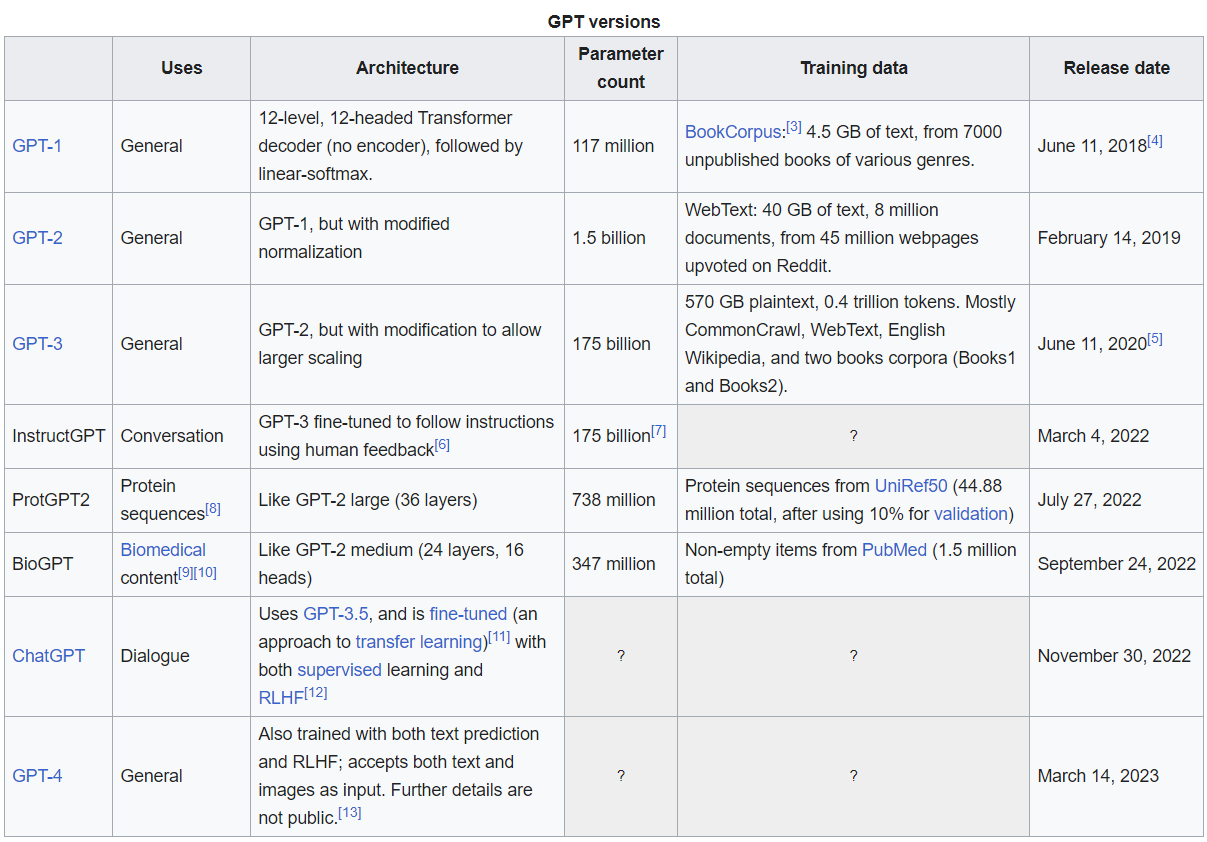 GPT versions
Uses
Architecture
Parameter
count
Training data
Release date
GPT-1
General
12-level, 12-headed Transformer
decoder (no encoder), followed by
linear-softmax.
117 million
BookCorpus:[3] 4.5 GB of text, from 7000
unpublished books of various genres.
June 11, 2018[4]
GPT-2
General
GPT-1, but with modified
normalization
1.5 billion
WebText: 40 GB of text, 8 million
documents, from 45 million webpages
upvoted on Reddit.
February 14, 2019
GPT-3
General
GPT-2, but with modification to allow
larger scaling
175 billion
570 GB plaintext, 0.4 trillion tokens. Mostly
CommonCrawl, WebText, English
Wikipedia, and two books corpora (Books1
and Books2).
June 11, 2020[5]
InstructGPT
Conversation
GPT-3 fine-tuned to follow instructions
using human feedback[6]
175 billion[7]
?
March 4, 2022
ProtGPT2
Protein
sequences[8]
Like GPT-2 large (36 layers)
738 million
Protein sequences from UniRef50 (44.88
million total, after using 10% for validation)
July 27, 2022
BioGPT
Biomedical
content[9][10]
Like GPT-2 medium (24 layers, 16
heads)
347 million
Non-empty items from PubMed (1.5 million
total)
September 24, 2022
ChatGPT
Dialogue
Uses GPT-3.5, and is fine-tuned (an
approach to transfer learning)[11] with
both supervised learning and
RLHF[12]
?
?
November 30, 2022
GPT-4
General
Also trained with both text prediction
and RLHF; accepts both text and
images as input. Further details are
not public.[13]
?
?
March 14, 2023